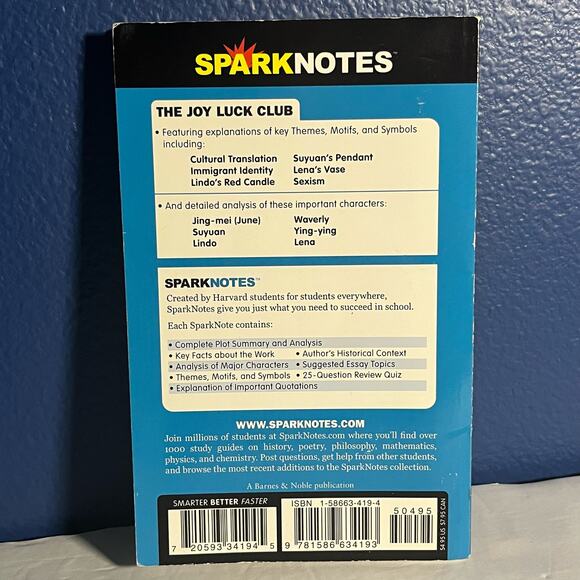 SPARKNOTES™
THE JOY LUCK CLUB
• Featuring explanations of key Themes, Motifs, and Symbols
including:
Cultural Translation Suyuan's Pendant
Immigrant Identity Lena's Vase
Lindo's Red Candle Sexism
• And detailed analysis of these important characters:
Jing-mei (June) Waverly
Suyuan Ying-ying
Lindo Lena
SPARKNOTES™
Created by Harvard students for students everywhere,
SparkNotes give you just what you need to succeed in school.
Each SparkNote contains:
• Complete Plot Summary and Analysis
• Key Facts about the Work • Author's Historical Context
• Analysis of Major Characters • Suggested Essay Topics
• Themes, Motifs, and Symbols • 25-Question Review Quiz
• Explanation of Important Quotations
WWW.SPARKNOTES.COM
Join millions of students at SparkNotes.com where you'll find over
1000 study guides on history, poetry, philosophy, mathematics,
physics, and chemistry. Post questions, get help from other students,
and browse the most recent additions to the SparkNotes collection.
A Barnes & Noble publication
SMARTER BETTER FASTER
ISBN 1-58663-419-4
50495
$4.95 US $7.95 CAN
7 20593 34194 5
9 781586 634193